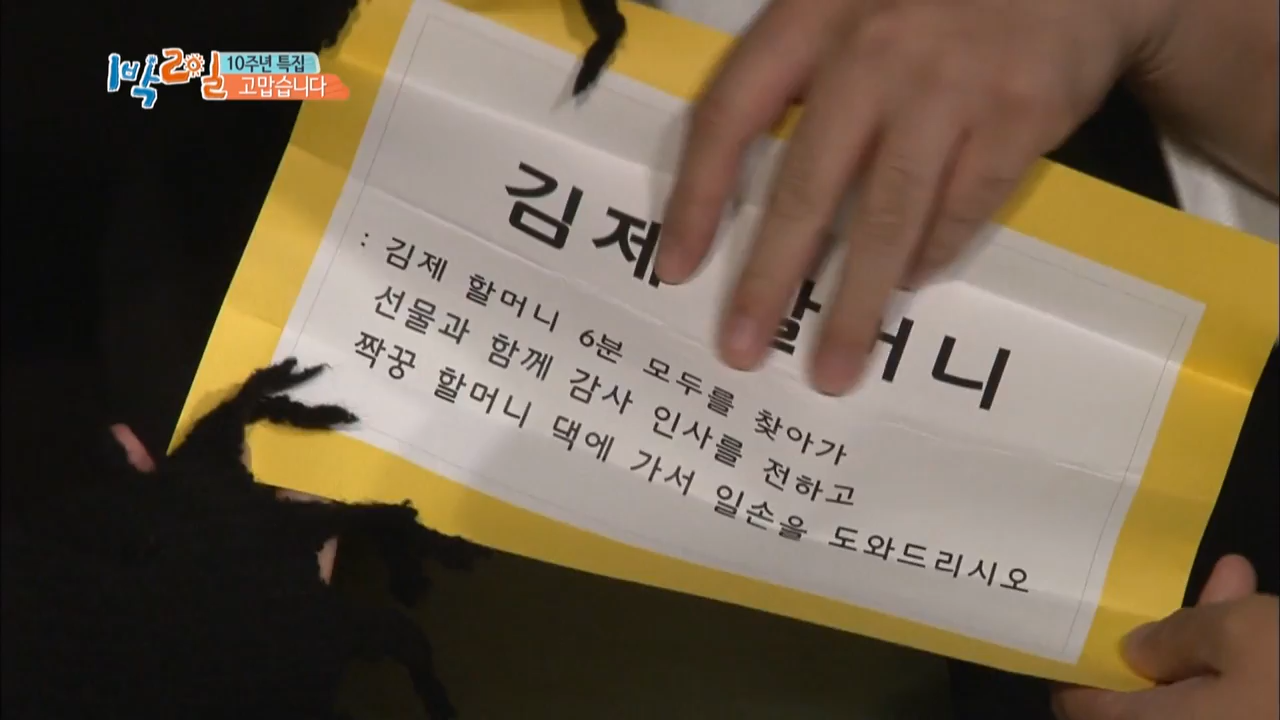 1박2일
10주년 특집
고맙습니다
김제 할머니
: 김제 할머니 6분 모두를 찾아가
선물과 함께 감사 인사를 전하고
짝꿍 할머니 댁에 가서 일손을 도와드리시오